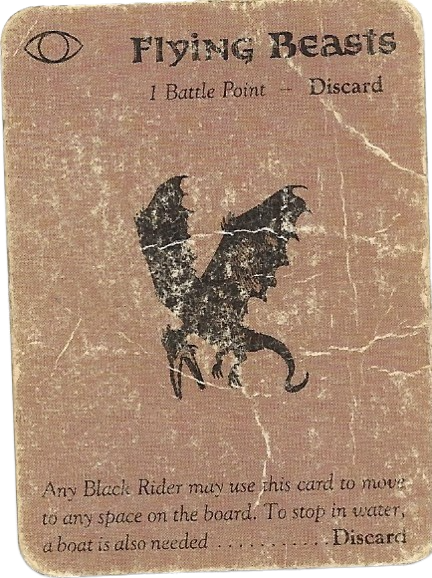 Flying Beasts
1 Battle Point – Discard
Any Black Rider may use this card to move
to any space on the board. To stop in water,
a boat is also needed . . . . . . . . . . . Discard